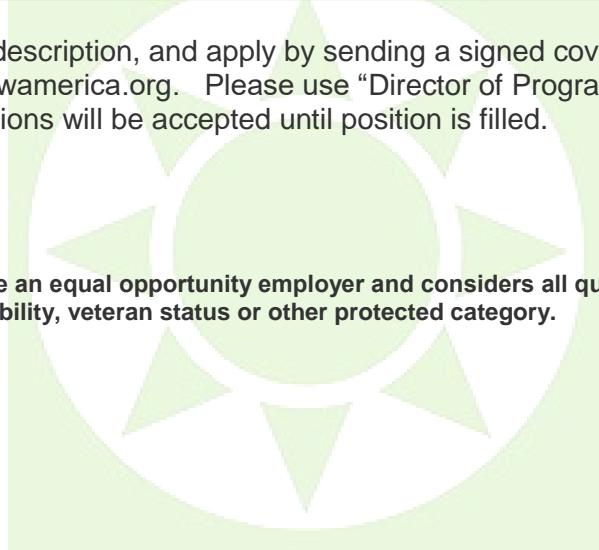 description, and apply by sending a signed cov
wamerica.org. Please use “Director of Progra
ions will be accepted until position is filled.
e an equal opportunity employer and considers all qu
bility, veteran status or other protected category.